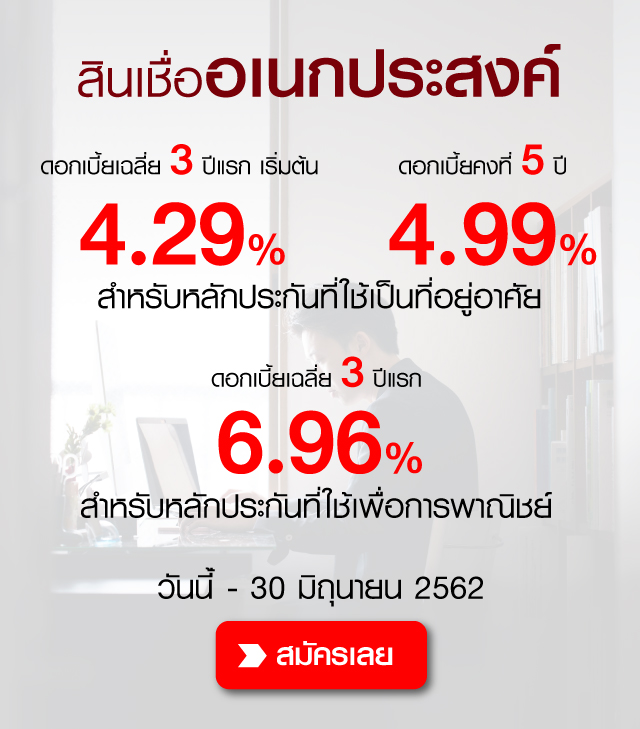 สินเชื่ออเนกประสงค์
ดอกเบี้ยเฉลี่ย 3 ปีแรก เริ่มต้น
4.29%
ดอกเบี้ยคงที่ 5 ปี
4.99%
สำหรับหลักประกันที่ใช้เป็นที่อยู่อาศัย
ดอกเบี้ยเฉลี่ย 3 ปีแรก
6.96%
สำหรับหลักประกันที่ใช้เพื่อการพาณิชย์
วันนี้ - 30 มิถุนายน 2562
สมัครเลย